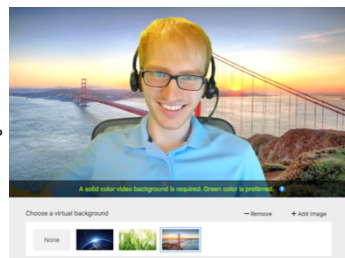 A solid color video background is required. Green color is preferred.
Choose a virtual background
− Remove
+ Add Image
None